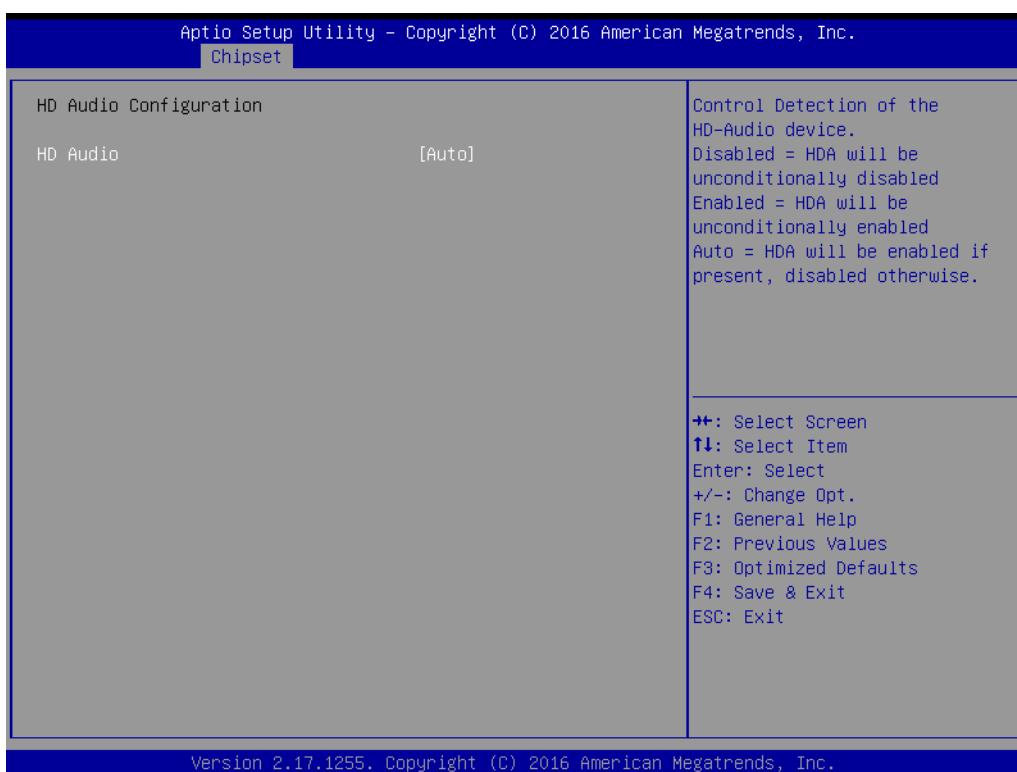 Aptio Setup Utility – Copyright (C) 2016 American Megatrends, Inc.
Chipset
HD Audio Configuration
HD Audio [Auto]
Control Detection of the
HD-Audio device.
Disabled = HDA will be
unconditionally disabled
Enabled = HDA will be
unconditionally enabled
Auto = HDA will be enabled if
present, disabled otherwise.
→←: Select Screen
↑↓: Select Item
Enter: Select
+/-: Change Opt.
F1: General Help
F2: Previous Values
F3: Optimized Defaults
F4: Save & Exit
ESC: Exit
Version 2.17.1255. Copyright (C) 2016 American Megatrends, Inc.